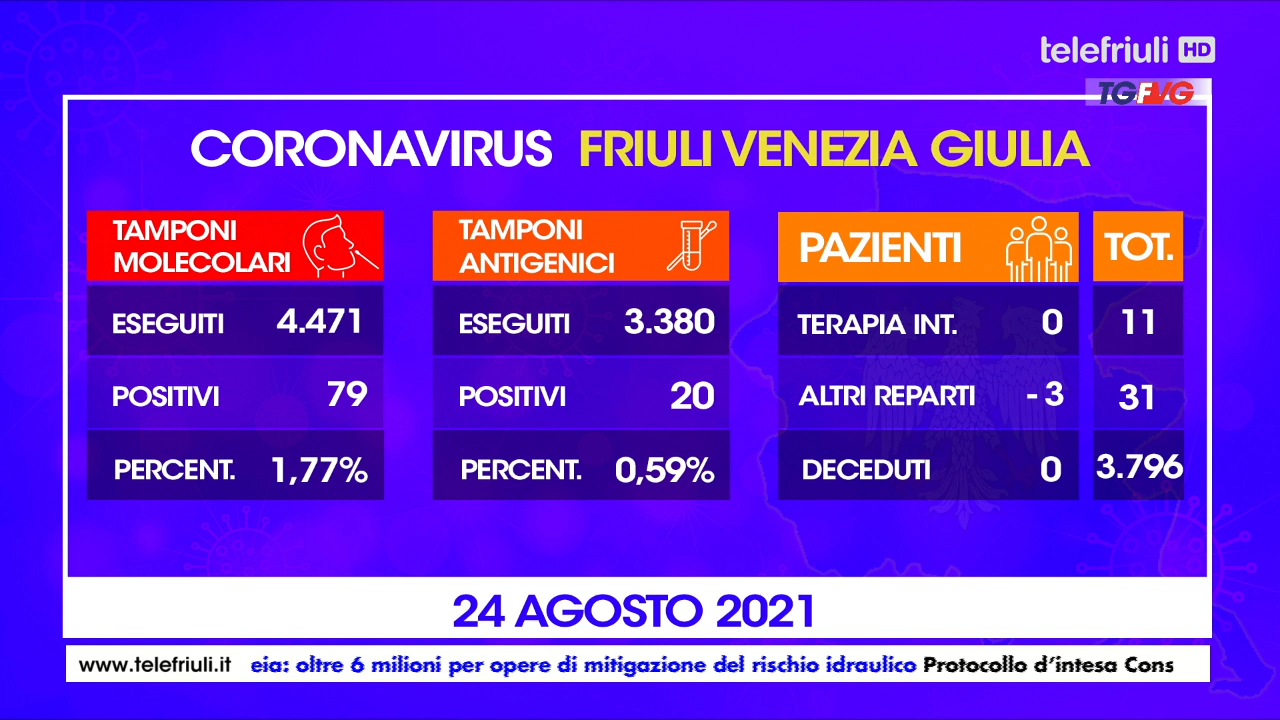 telefriuli HD
TGFVG
CORONAVIRUS FRIULI VENEZIA GIULIA
TAMPONI
MOLECOLARI
ESEGUITI 4.471
POSITIVI 79
PERCENT. 1,77%
TAMPONI
ANTIGENICI
ESEGUITI 3.380
POSITIVI 20
PERCENT. 0,59%
PAZIENTI TOT.
TERAPIA INT. 0 11
ALTRI REPARTI - 3 31
DECEDUTI 0 3.796
24 AGOSTO 2021
www.telefriuli.it eia: oltre 6 milioni per opere di mitigazione del rischio idraulico Protocollo d'intesa Cons